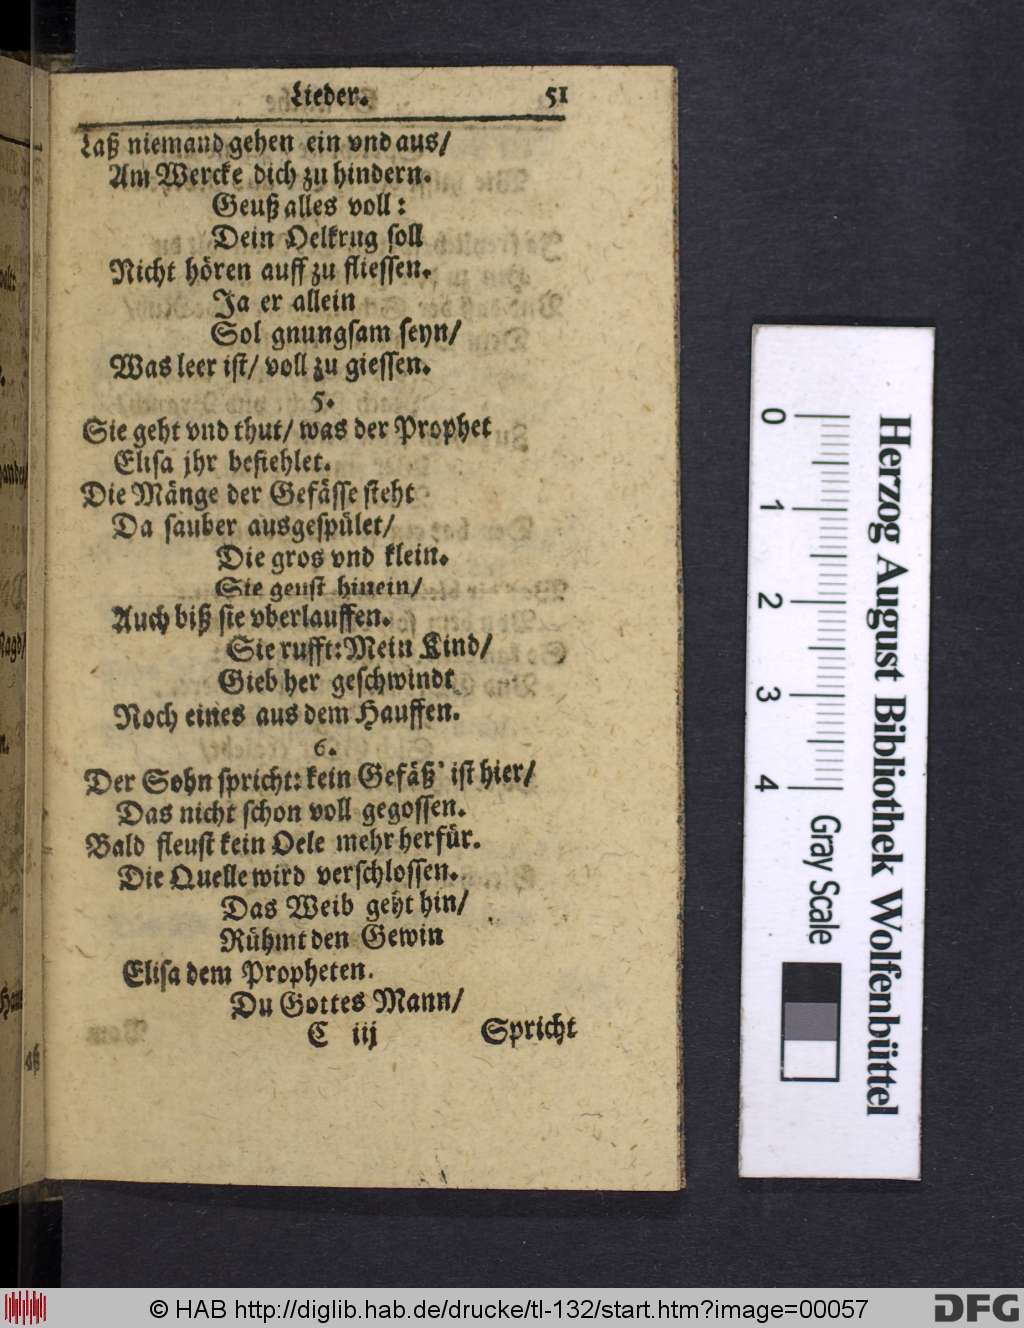 Lieder. 51
Laß niemand gehen ein vnd aus/
Am Wercke dich zu hindern.
Geuß alles voll:
Dein Oelkrug soll
Nicht hören auff zu fliessen.
Ja er allein
Sol gnungsam seyn/
Was leer ist/ voll zu giessen.
5.
Sie geht vnd thut/ was der Prophet
Elisa jhr befiehlet.
Die Mänge der Gefässe steht
Da sauber ausgespület/
Die gros vnd klein.
Sie geust hinein/
Auch biß sie vberlauffen.
Sie rufft: Mein Kind/
Gieb her geschwindt
Noch eines aus dem Hauffen.
6.
Der Sohn spricht: kein Gefäß' ist hier/
Das nicht schon voll gegossen.
Bald fleust kein Oele mehr herfür.
Die Quelle wird verschlossen.
Das Weib geht hin/
Rühmt den Gewin
Elisa dem Propheten.
Du Gottes Mann/
C iij Spricht
0 1 2 3 4
Gray Scale
Herzog August Bibliothek Wolfenbüttel
© HAB http://diglib.hab.de/drucke/tl-132/start.htm?image=00057
DFG